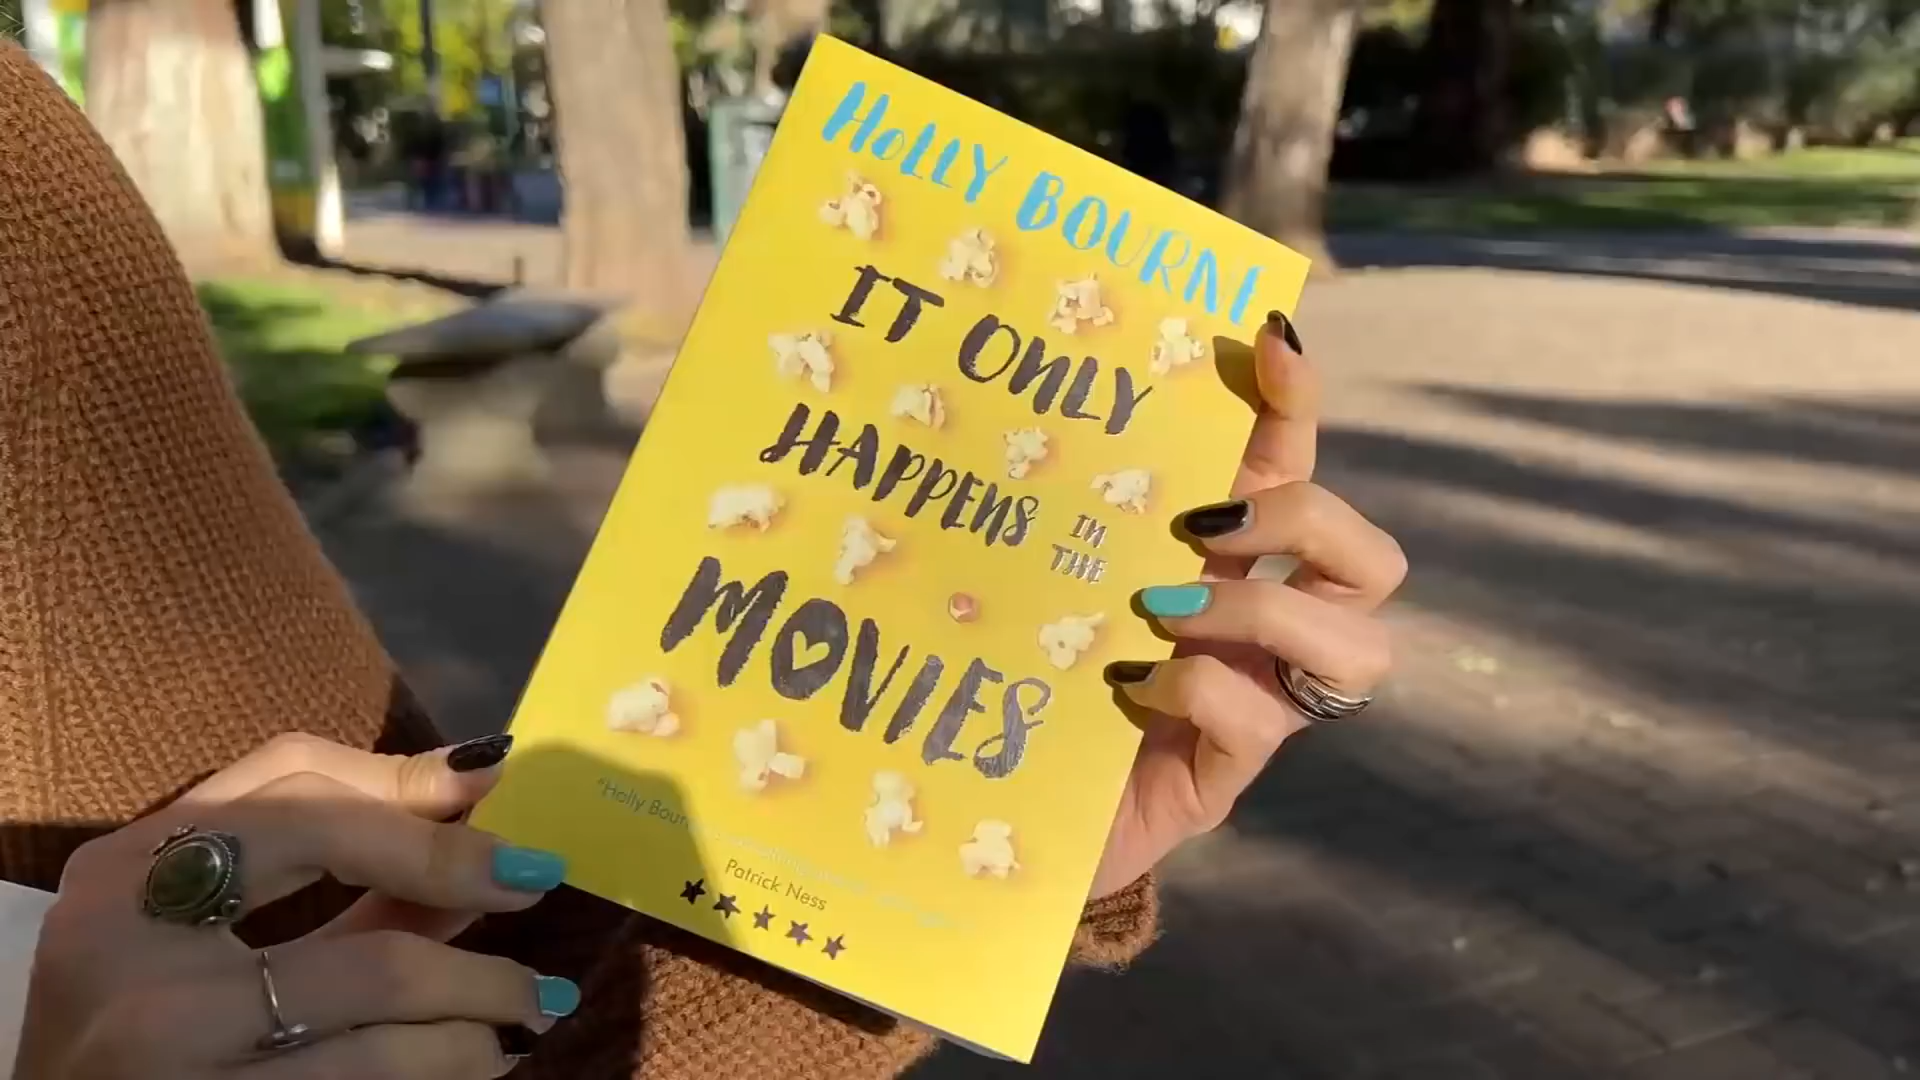 HOLLY BOURNE
IT ONLY
HAPPENS
IN
THE
MOVIES
"Holly Bourne
Patrick Ness